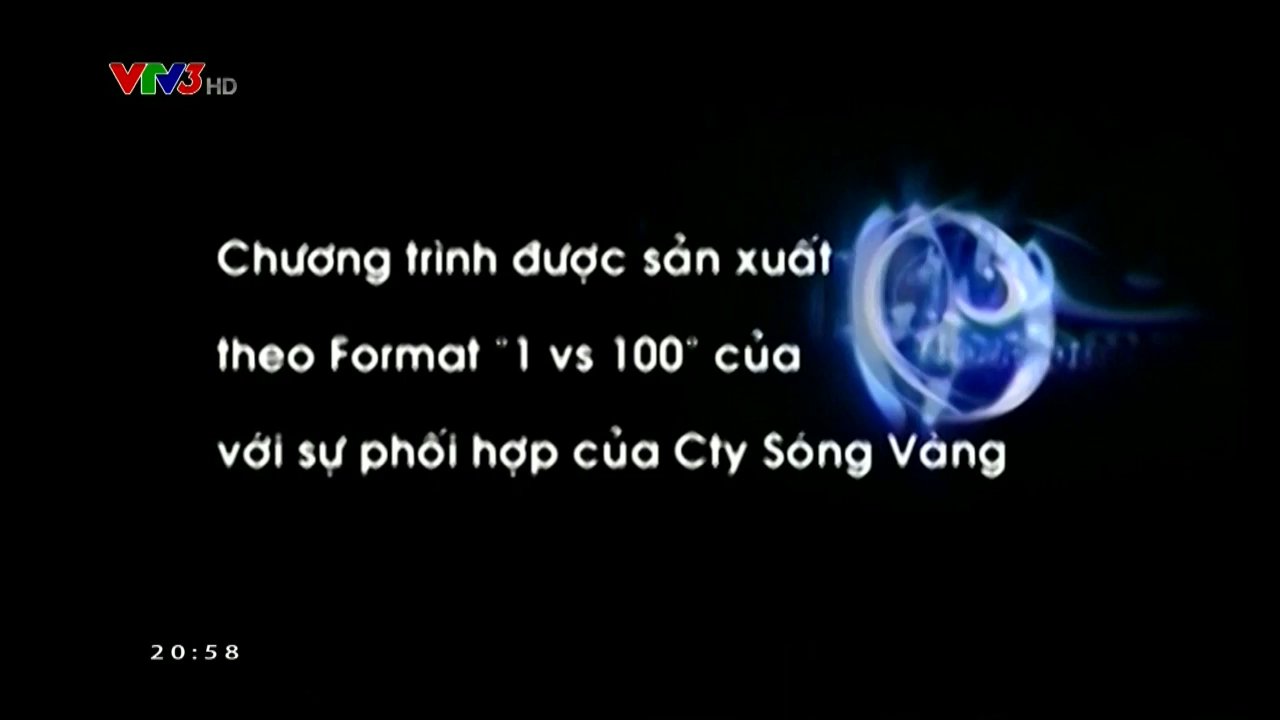 VTV3 HD
Chương trình được sản xuất
theo Format "1 vs 100" của
với sự phối hợp của Cty Sóng Vàng
20:58